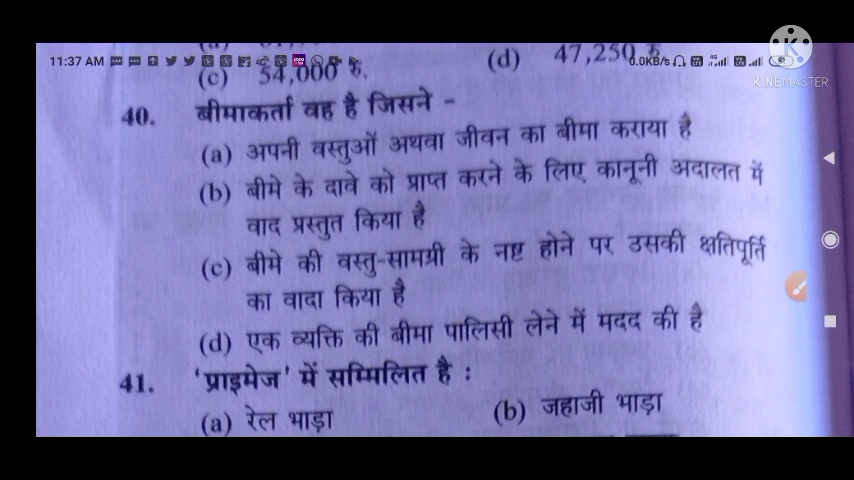 11:37 AM
0.0KB/s
K
KINEMASTER
(c) 54,000 रु.
(d) 47,250 रु.
40. बीमाकर्ता वह है जिसने -
(a) अपनी वस्तुओं अथवा जीवन का बीमा कराया है
(b) बीमे के दावे को प्राप्त करने के लिए कानूनी अदालत में
वाद प्रस्तुत किया है
(c) बीमे की वस्तु-सामग्री के नष्ट होने पर उसकी क्षतिपूर्ति
का वादा किया है
(d) एक व्यक्ति की बीमा पालिसी लेने में मदद की है
41. 'प्राइमेज' में सम्मिलित है :
(a) रेल भाड़ा
(b) जहाजी भाड़ा